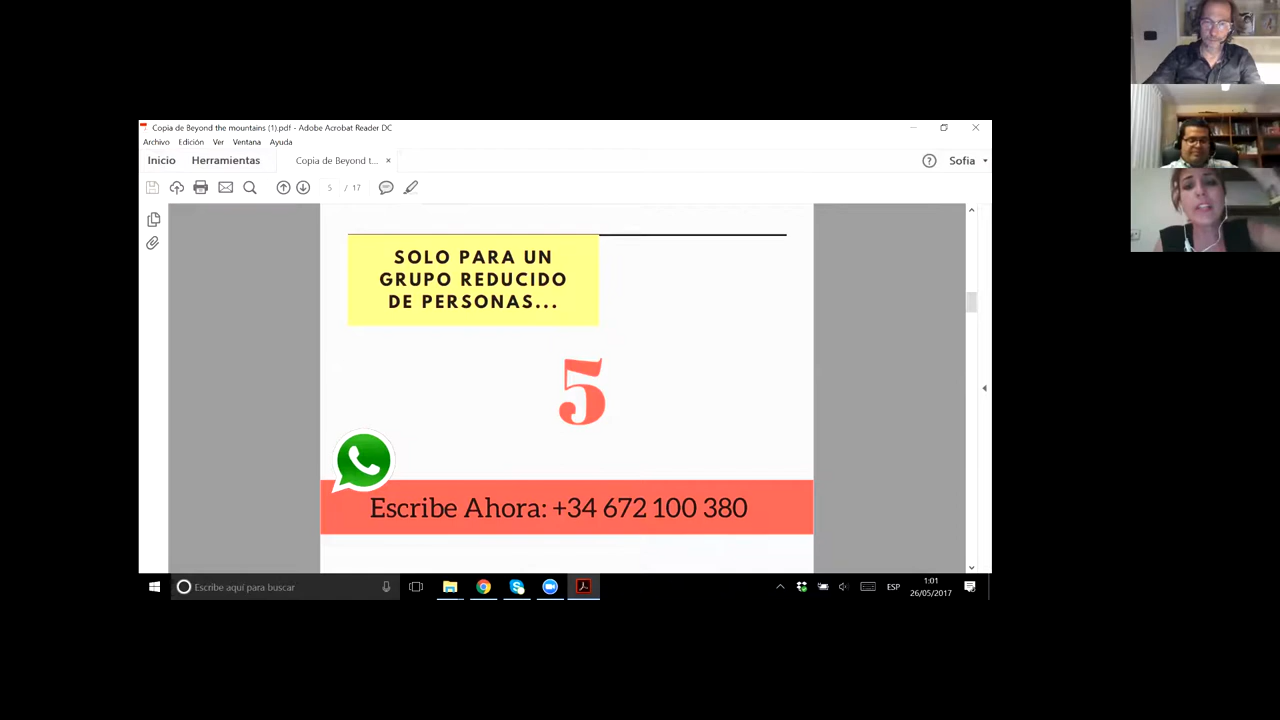 Copia de Beyond the mountains (1).pdf - Adobe Acrobat Reader DC
Archivo Edición Ver Ventana Ayuda
Inicio Herramientas Copia de Beyond t... × Sofia
5 / 17
SOLO PARA UN
GRUPO REDUCIDO
DE PERSONAS...
5
Escribe Ahora: +34 672 100 380
Escribe aquí para buscar
ESP
1:01
26/05/2017